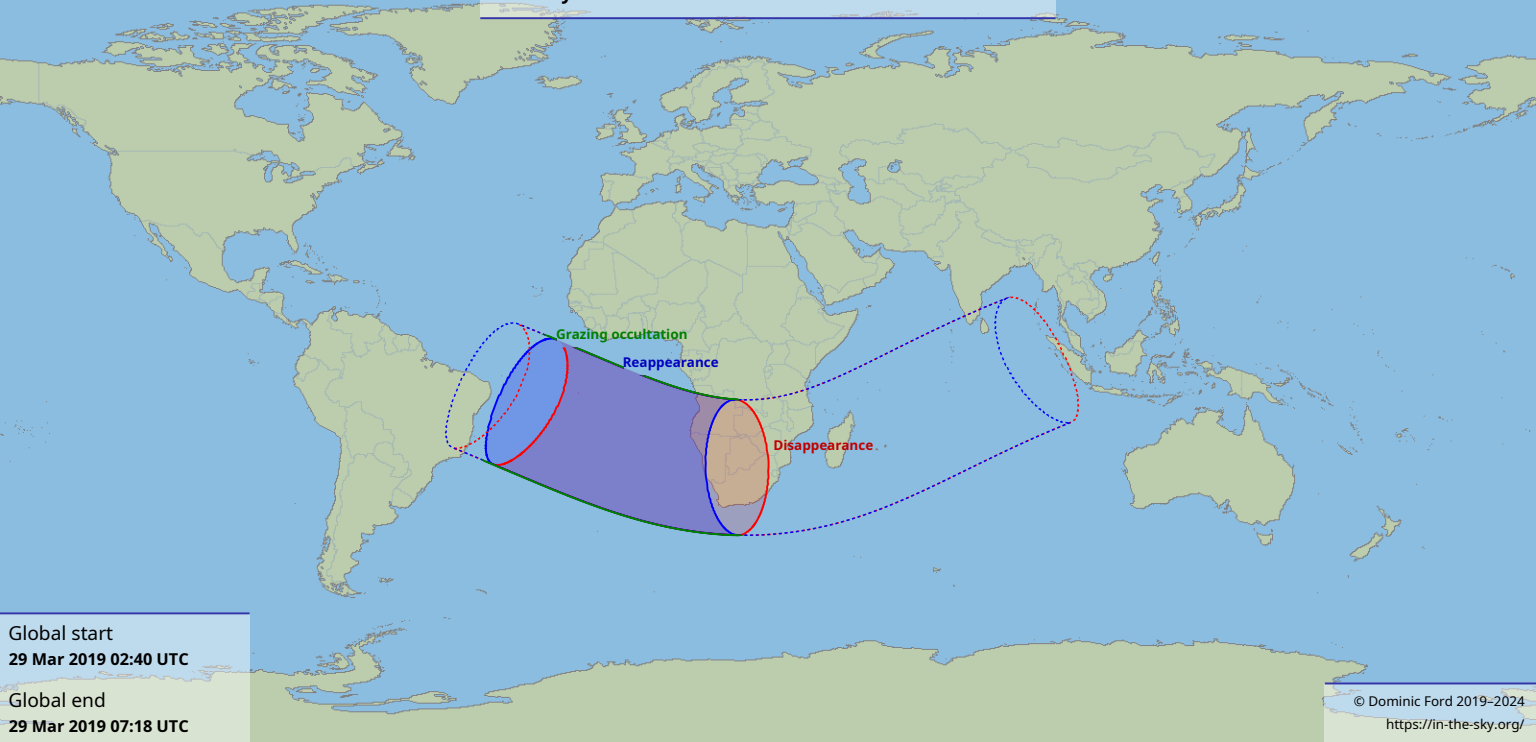 Grazing occultation
Reappearance
Disappearance
Global start
29 Mar 2019 02:40 UTC
Global end
29 Mar 2019 07:18 UTC
© Dominic Ford 2019–2024
https://in-the-sky.org/